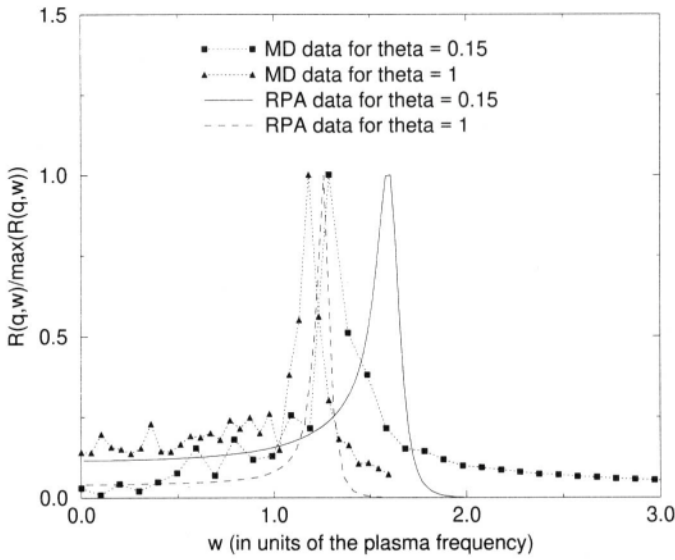 1.5
MD data for theta = 0.15
MD data for theta = 1
RPA data for theta = 0.15
RPA data for theta = 1
1.0
R(q,w)/max(R(q,w))
0.5
0.0
0.0 1.0 2.0 3.0
w (in units of the plasma frequency)